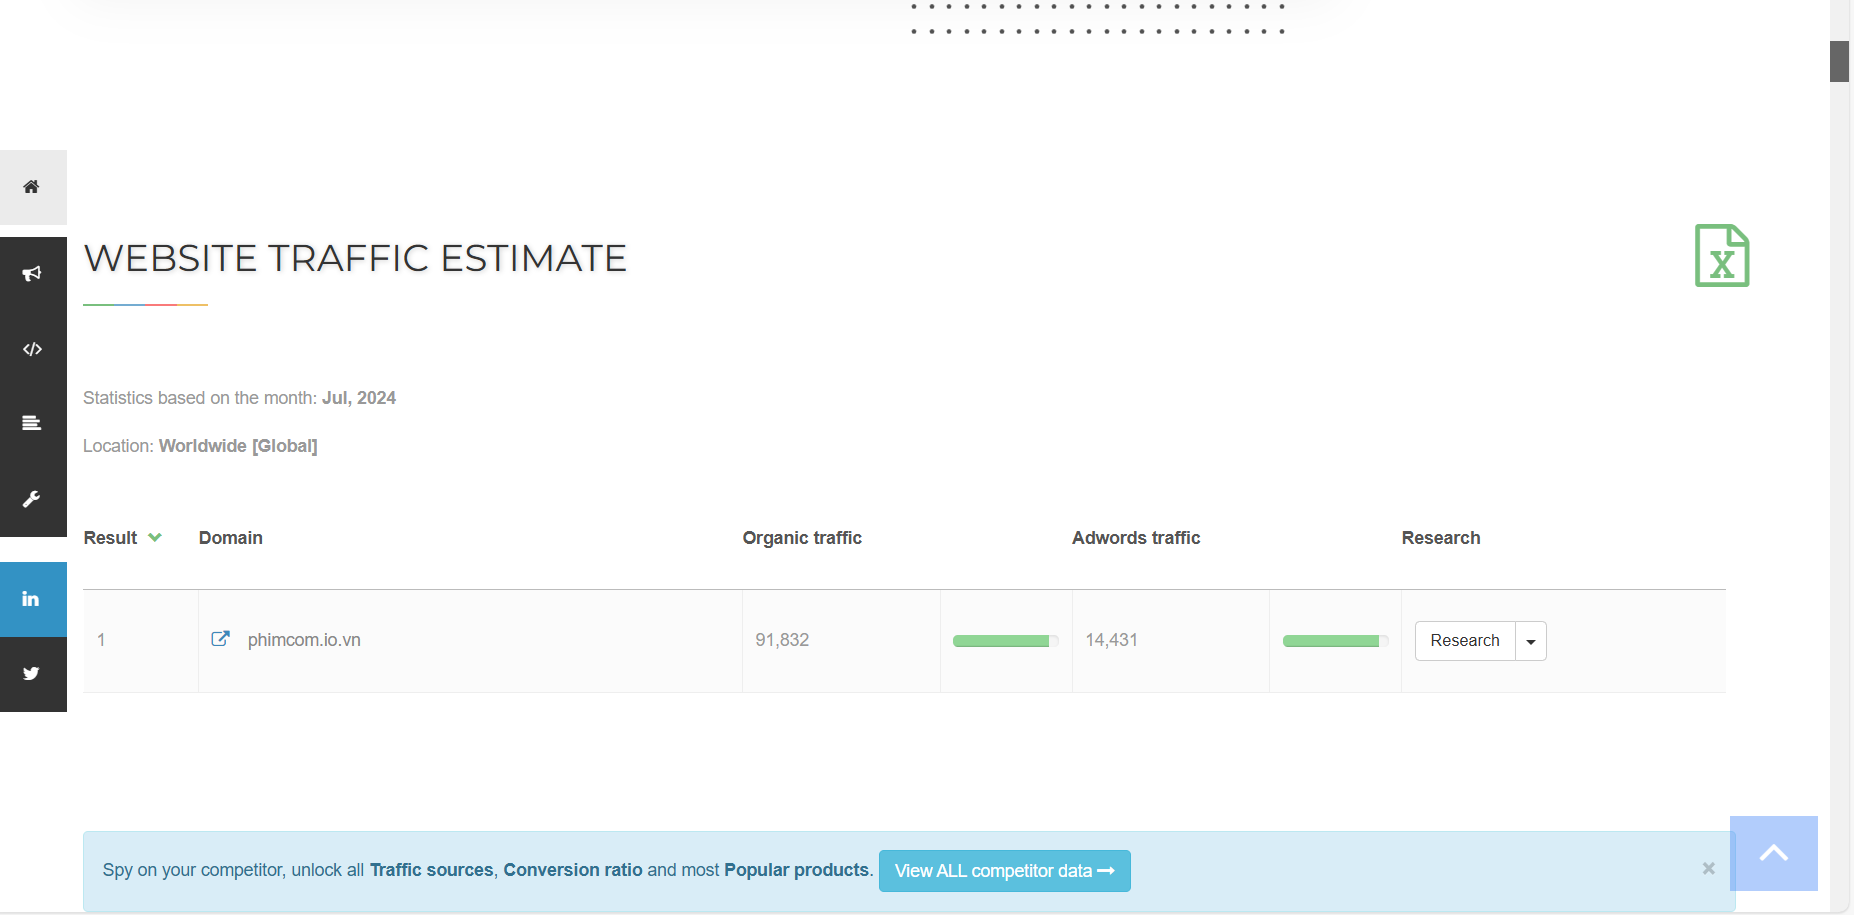 WEBSITE TRAFFIC ESTIMATE
Statistics based on the month: Jul, 2024
Location: Worldwide [Global]
Result Domain Organic traffic Adwords traffic Research
1 phimcom.io.vn 91,832 14,431 Research
Spy on your competitor, unlock all Traffic sources, Conversion ratio and most Popular products. View ALL competitor data